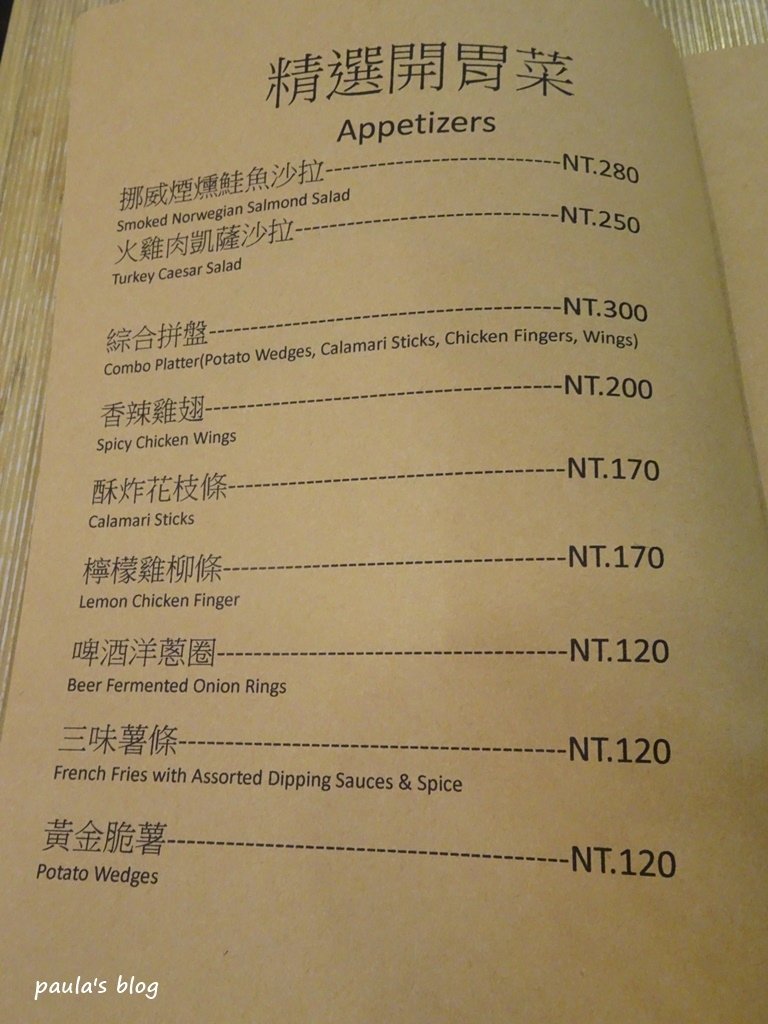 精選開胃菜
Appetizers
挪威煙燻鮭魚沙拉-----------------------------NT.280
Smoked Norwegian Salmond Salad
火雞肉凱薩沙拉--------------------------------NT.250
Turkey Caesar Salad
綜合拼盤------------------------------------------NT.300
Combo Platter(Potato Wedges, Calamari Sticks, Chicken Fingers, Wings)
香辣雞翅------------------------------------------NT.200
Spicy Chicken Wings
酥炸花枝條---------------------------------------NT.170
Calamari Sticks
檸檬雞柳條---------------------------------------NT.170
Lemon Chicken Finger
啤酒洋蔥圈---------------------------------------NT.120
Beer Fermented Onion Rings
三味薯條------------------------------------------NT.120
French Fries with Assorted Dipping Sauces & Spice
黃金脆薯------------------------------------------NT.120
Potato Wedges
paula's blog